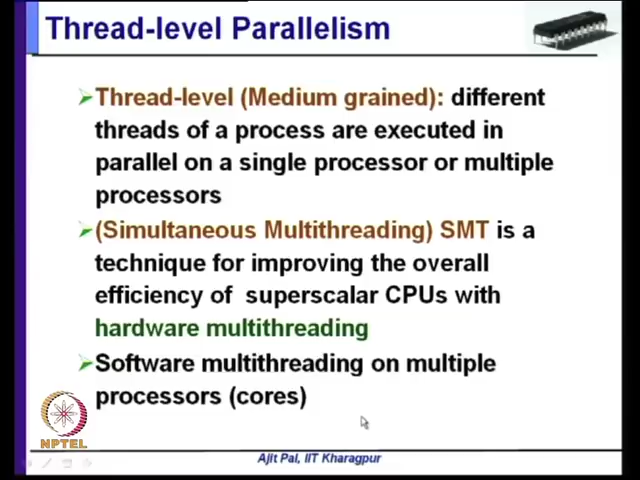 Thread-level Parallelism
Thread-level (Medium grained): different
threads of a process are executed in
parallel on a single processor or multiple
processors
(Simultaneous Multithreading) SMT is a
technique for improving the overall
efficiency of superscalar CPUs with
hardware multithreading
Software multithreading on multiple
processors (cores)
NPTEL
Ajit Pal, IIT Kharagpur